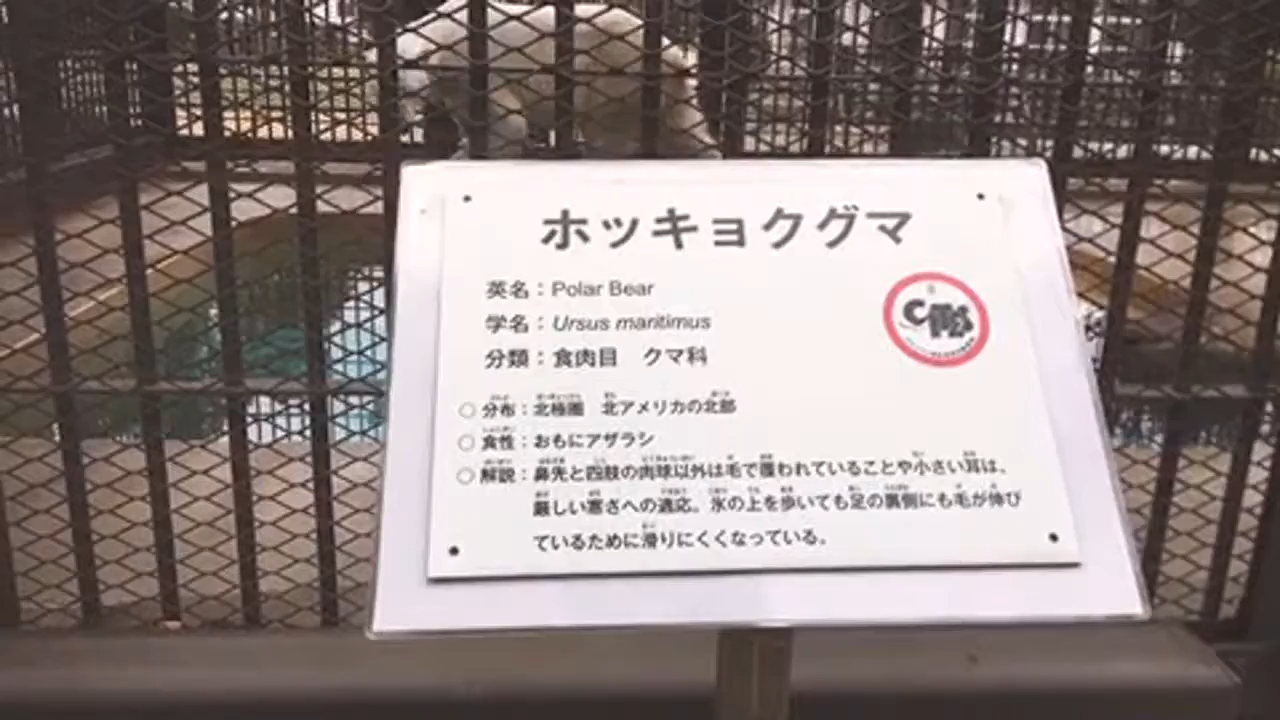 ホッキョクグマ
英名：Polar Bear
学名：Ursus maritimus
分類：食肉目　クマ科
CITES
○分布：北極圏　北アメリカの北部
○食性：おもにアザラシ
○解説：鼻先と四肢の肉球以外は毛で覆われていることや小さい耳は、
厳しい寒さへの適応。氷の上を歩いても足の裏側にも毛が伸び
ているために滑りにくくなっている。